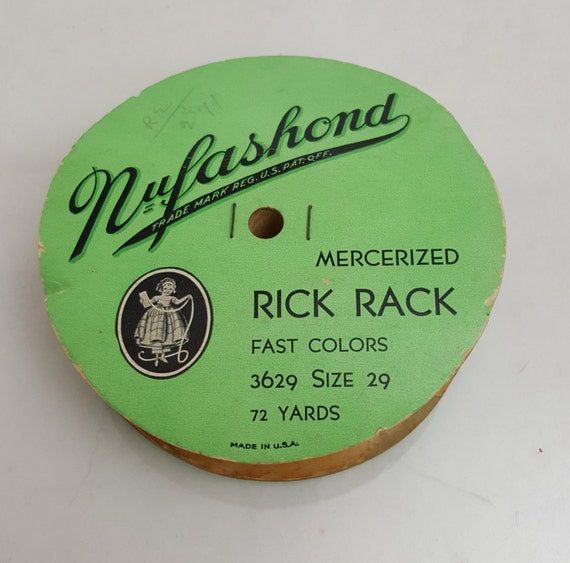 Nufashond
TRADE MARK REG. U.S. PAT. OFF.
MERCERIZED
RICK RACK
FAST COLORS
3629 SIZE 29
72 YARDS
MADE IN U.S.A.